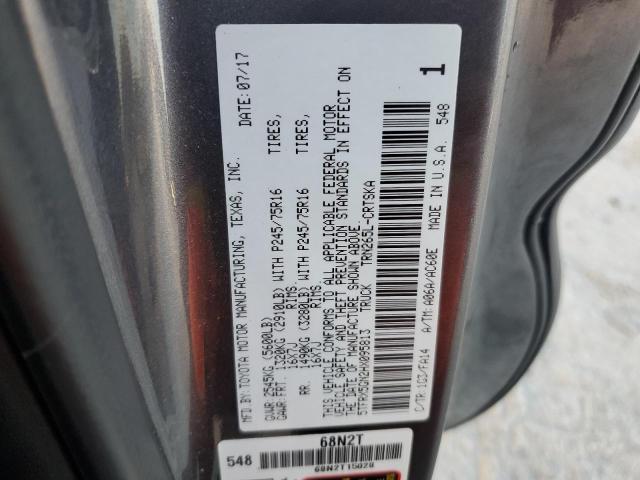 MFD.BY:TOYOTA MOTOR MANUFACTURING, TEXAS, INC. DATE: 07/17
GVWR:2545KG(5600LB)
GAWR:FRT. 1320KG(2910LB) WITH P245/75R16 TIRES,
16X7J RIMS.
RR. 1490KG(3280LB) WITH P245/75R16 TIRES,
16X7J RIMS.
THIS VEHICLE CONFORMS TO ALL APPLICABLE FEDERAL MOTOR
VEHICLE SAFETY AND THEFT PREVENTION STANDARDS IN EFFECT ON
THE DATE OF MANUFACTURE SHOWN ABOVE.
TRUCK TRN265L-CRTSKA
1
C/TR:1G3/FA14 A/TM:A06A/AC60E MADE IN U.S.A. 548
68N2T
548
68N2T15028